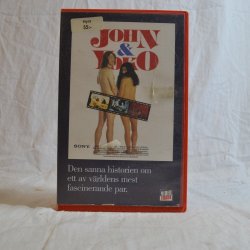 JOHN
&
YOKO
SONY
Den sanna historien om
ett av världens mest
fascinerande par.